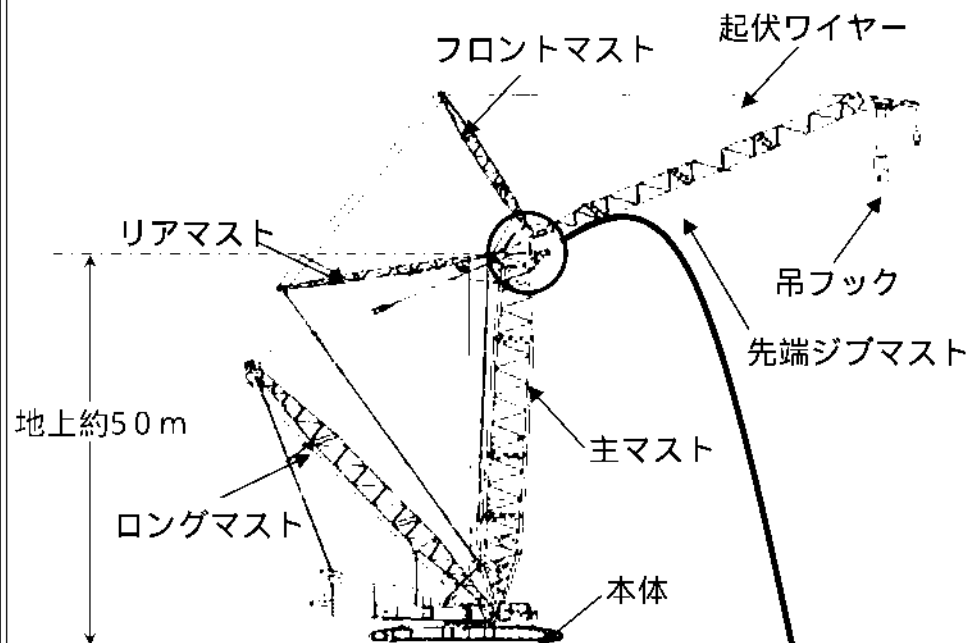 起伏ワイヤー
フロントマスト
リアマスト
吊フック
先端ジブマスト
地上約50m
主マスト
ロングマスト
本体